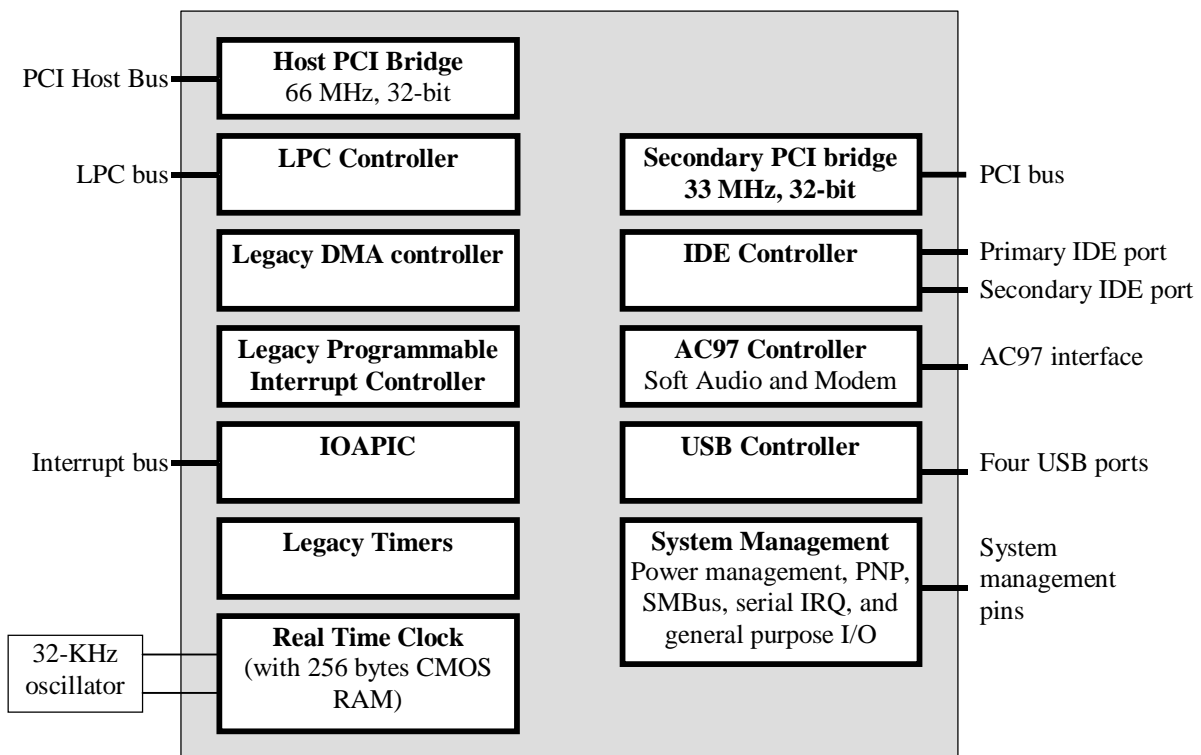 PCI Host Bus
Host PCI Bridge
66 MHz, 32-bit
LPC bus
LPC Controller
Secondary PCI bridge
33 MHz, 32-bit
PCI bus
Legacy DMA controller
IDE Controller
Primary IDE port
Secondary IDE port
Legacy Programmable
Interrupt Controller
AC97 Controller
Soft Audio and Modem
AC97 interface
Interrupt bus
IOAPIC
USB Controller
Four USB ports
Legacy Timers
System Management
Power management, PNP,
SMBus, serial IRQ, and
general purpose I/O
System
management
pins
32-KHz
oscillator
Real Time Clock
(with 256 bytes CMOS
RAM)